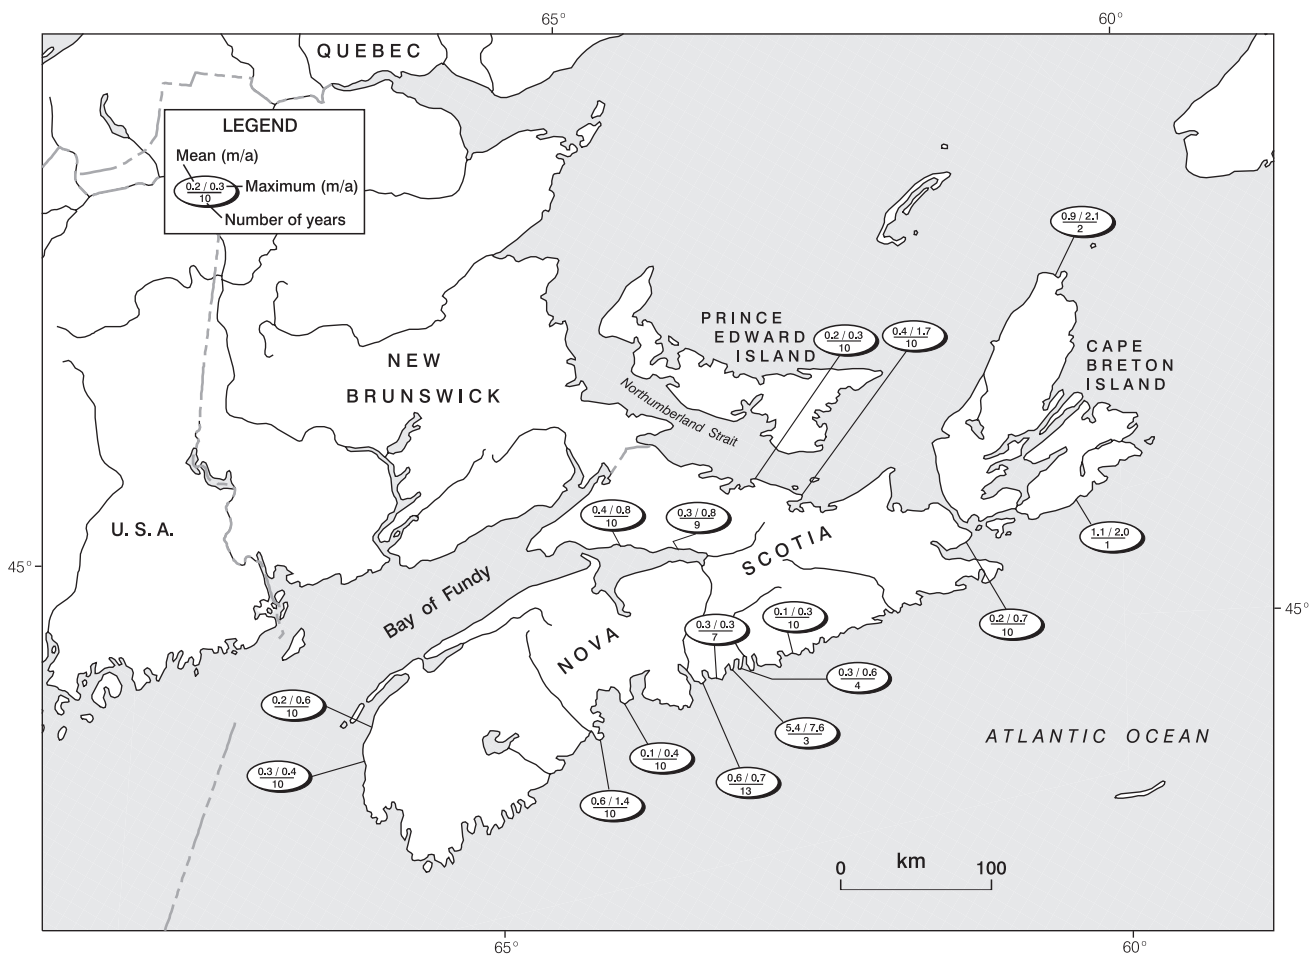 65°
60°
QUEBEC
LEGEND
Mean (m/a)
0.2 / 0.3
10
Maximum (m/a)
Number of years
0.9 / 2.1
2
PRINCE
EDWARD
ISLAND
0.2 / 0.3
10
0.4 / 1.7
10
CAPE
BRETON
ISLAND
NEW
BRUNSWICK
Northumberland Strait
U.S.A.
0.4 / 0.8
10
0.3 / 0.8
9
SCOTIA
1.1 / 2.0
1
45°
Bay of Fundy
45°
NOVA
0.3 / 0.3
7
0.1 / 0.3
10
0.2 / 0.7
10
0.3 / 0.6
4
0.2 / 0.6
10
5.4 / 7.6
3
ATLANTIC OCEAN
0.1 / 0.4
10
0.3 / 0.4
10
0.6 / 0.7
13
0.6 / 1.4
10
0 km 100
65°
60°